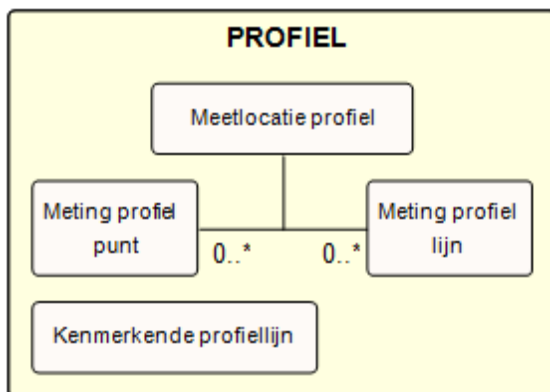 PROFIEL
Meetlocatie profiel
Meting profiel
punt
Meting profiel
lijn
0..*
0..*
Kenmerkende profiellijn